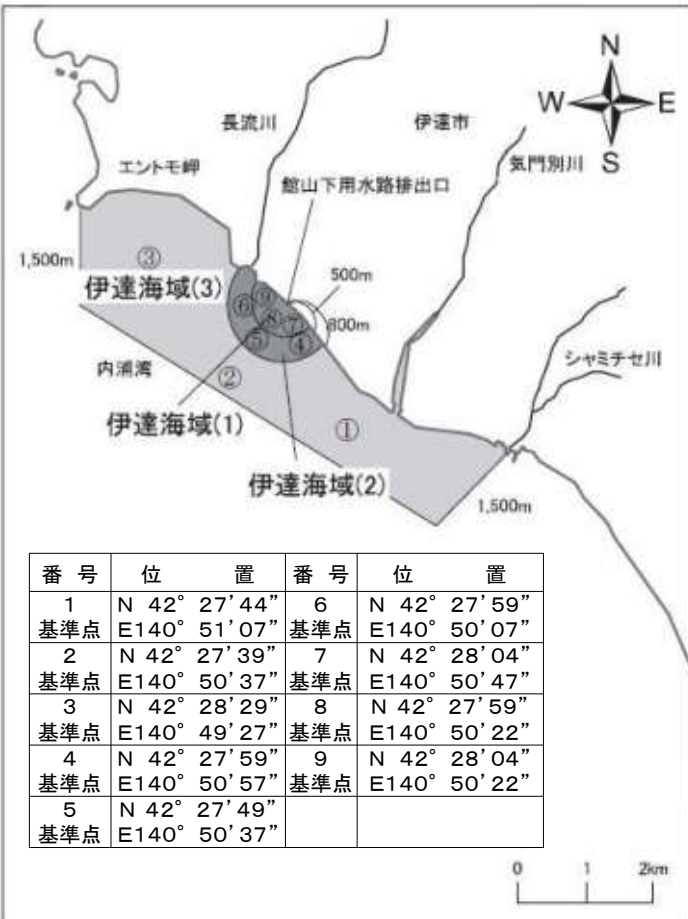 N
W E
S
長流川
伊達市
気門別川
エントモ岬
館山下用水路排出口
1,500m
③
500m
伊達海域(3)
⑨
⑥
⑧
⑦
800m
⑤
④
シャミチセ川
内浦湾
②
伊達海域(1)
①
伊達海域(2)
1,500m
番 号 位 置 番 号 位 置
1 N 42° 27’44” 6 N 42° 27’59”
基準点 E140° 51’07” 基準点 E140° 50’07”
2 N 42° 27’39” 7 N 42° 28’04”
基準点 E140° 50’37” 基準点 E140° 50’47”
3 N 42° 28’29” 8 N 42° 27’59”
基準点 E140° 49’27” 基準点 E140° 50’22”
4 N 42° 27’59” 9 N 42° 28’04”
基準点 E140° 50’57” 基準点 E140° 50’22”
5 N 42° 27’49”
基準点 E140° 50’37”
0 1 2km